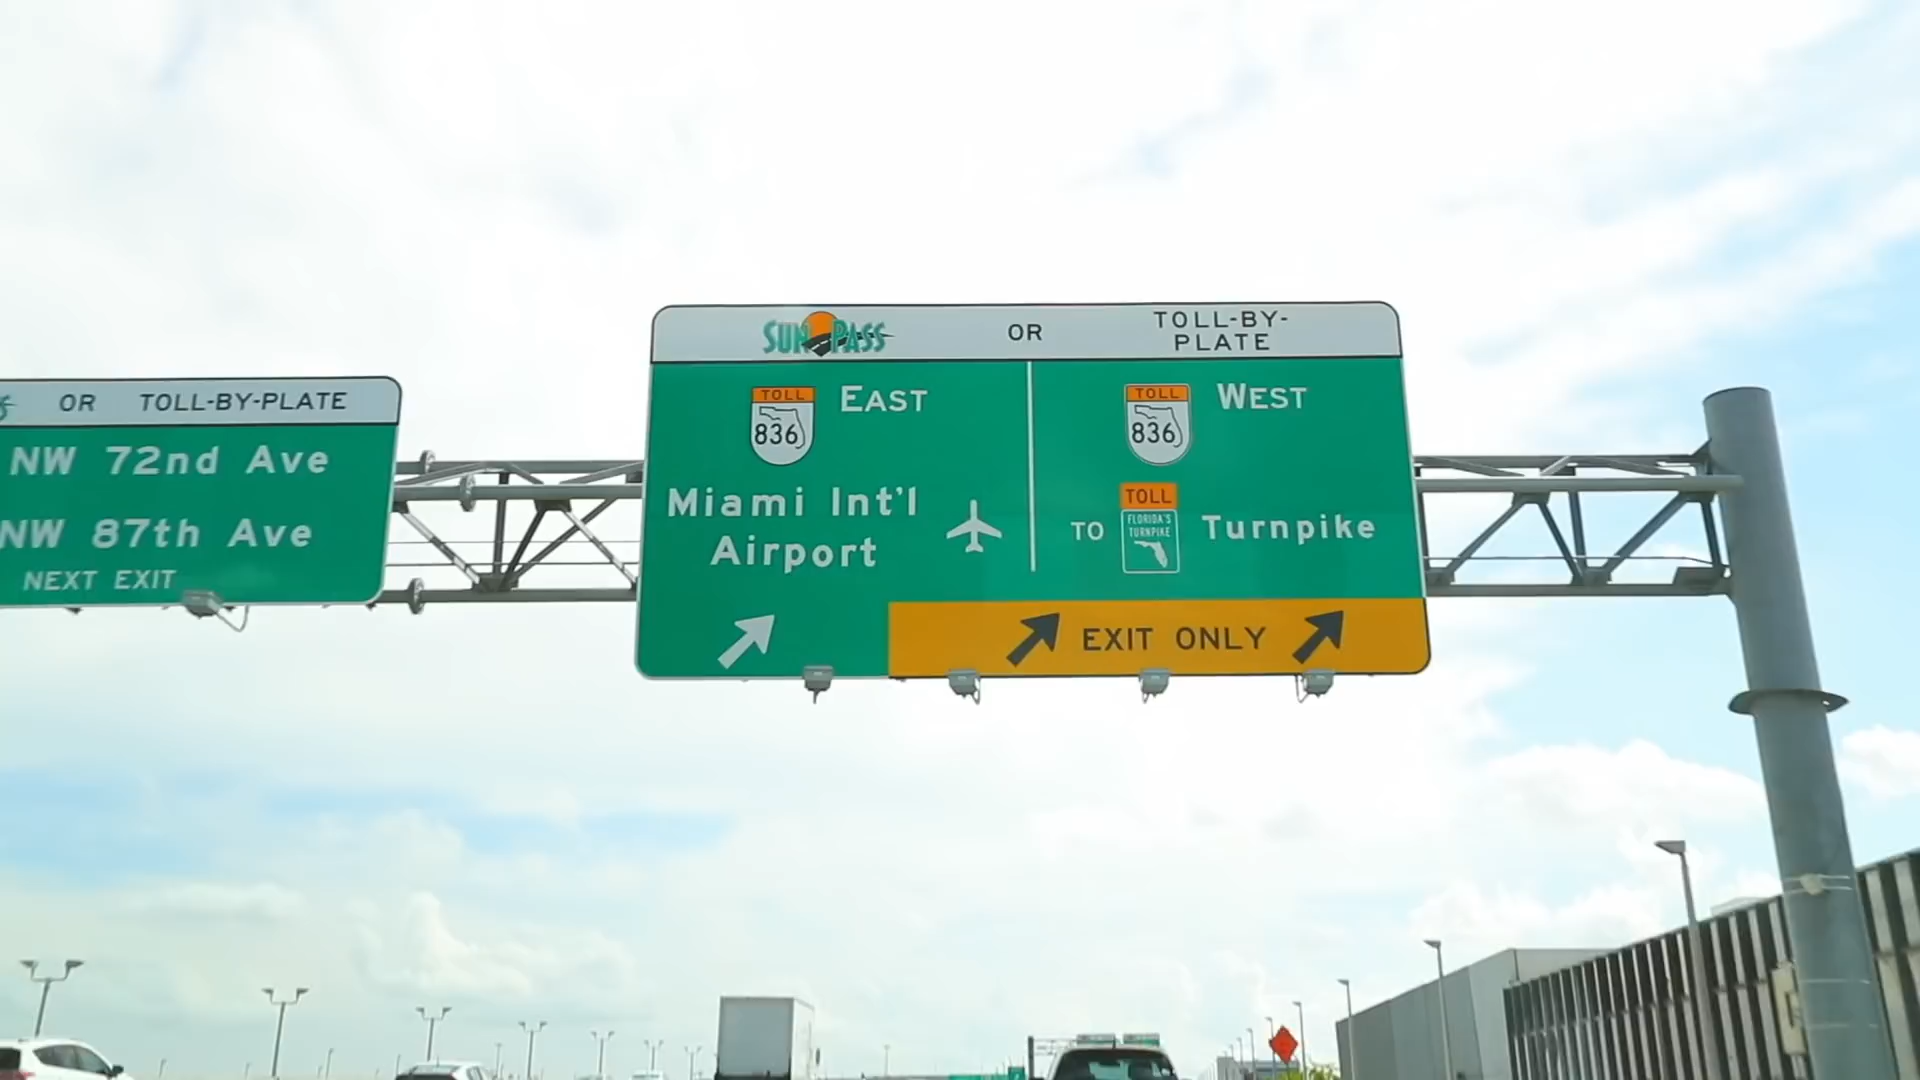 OR TOLL-BY-PLATE
NW 72nd Ave
NW 87th Ave
NEXT EXIT
SUNPASS OR TOLL-BY-
PLATE
TOLL
836
EAST
Miami Int'l
Airport
TOLL
836
WEST
TO
TOLL
FLORIDA'S
TURNPIKE
Turnpike
EXIT ONLY